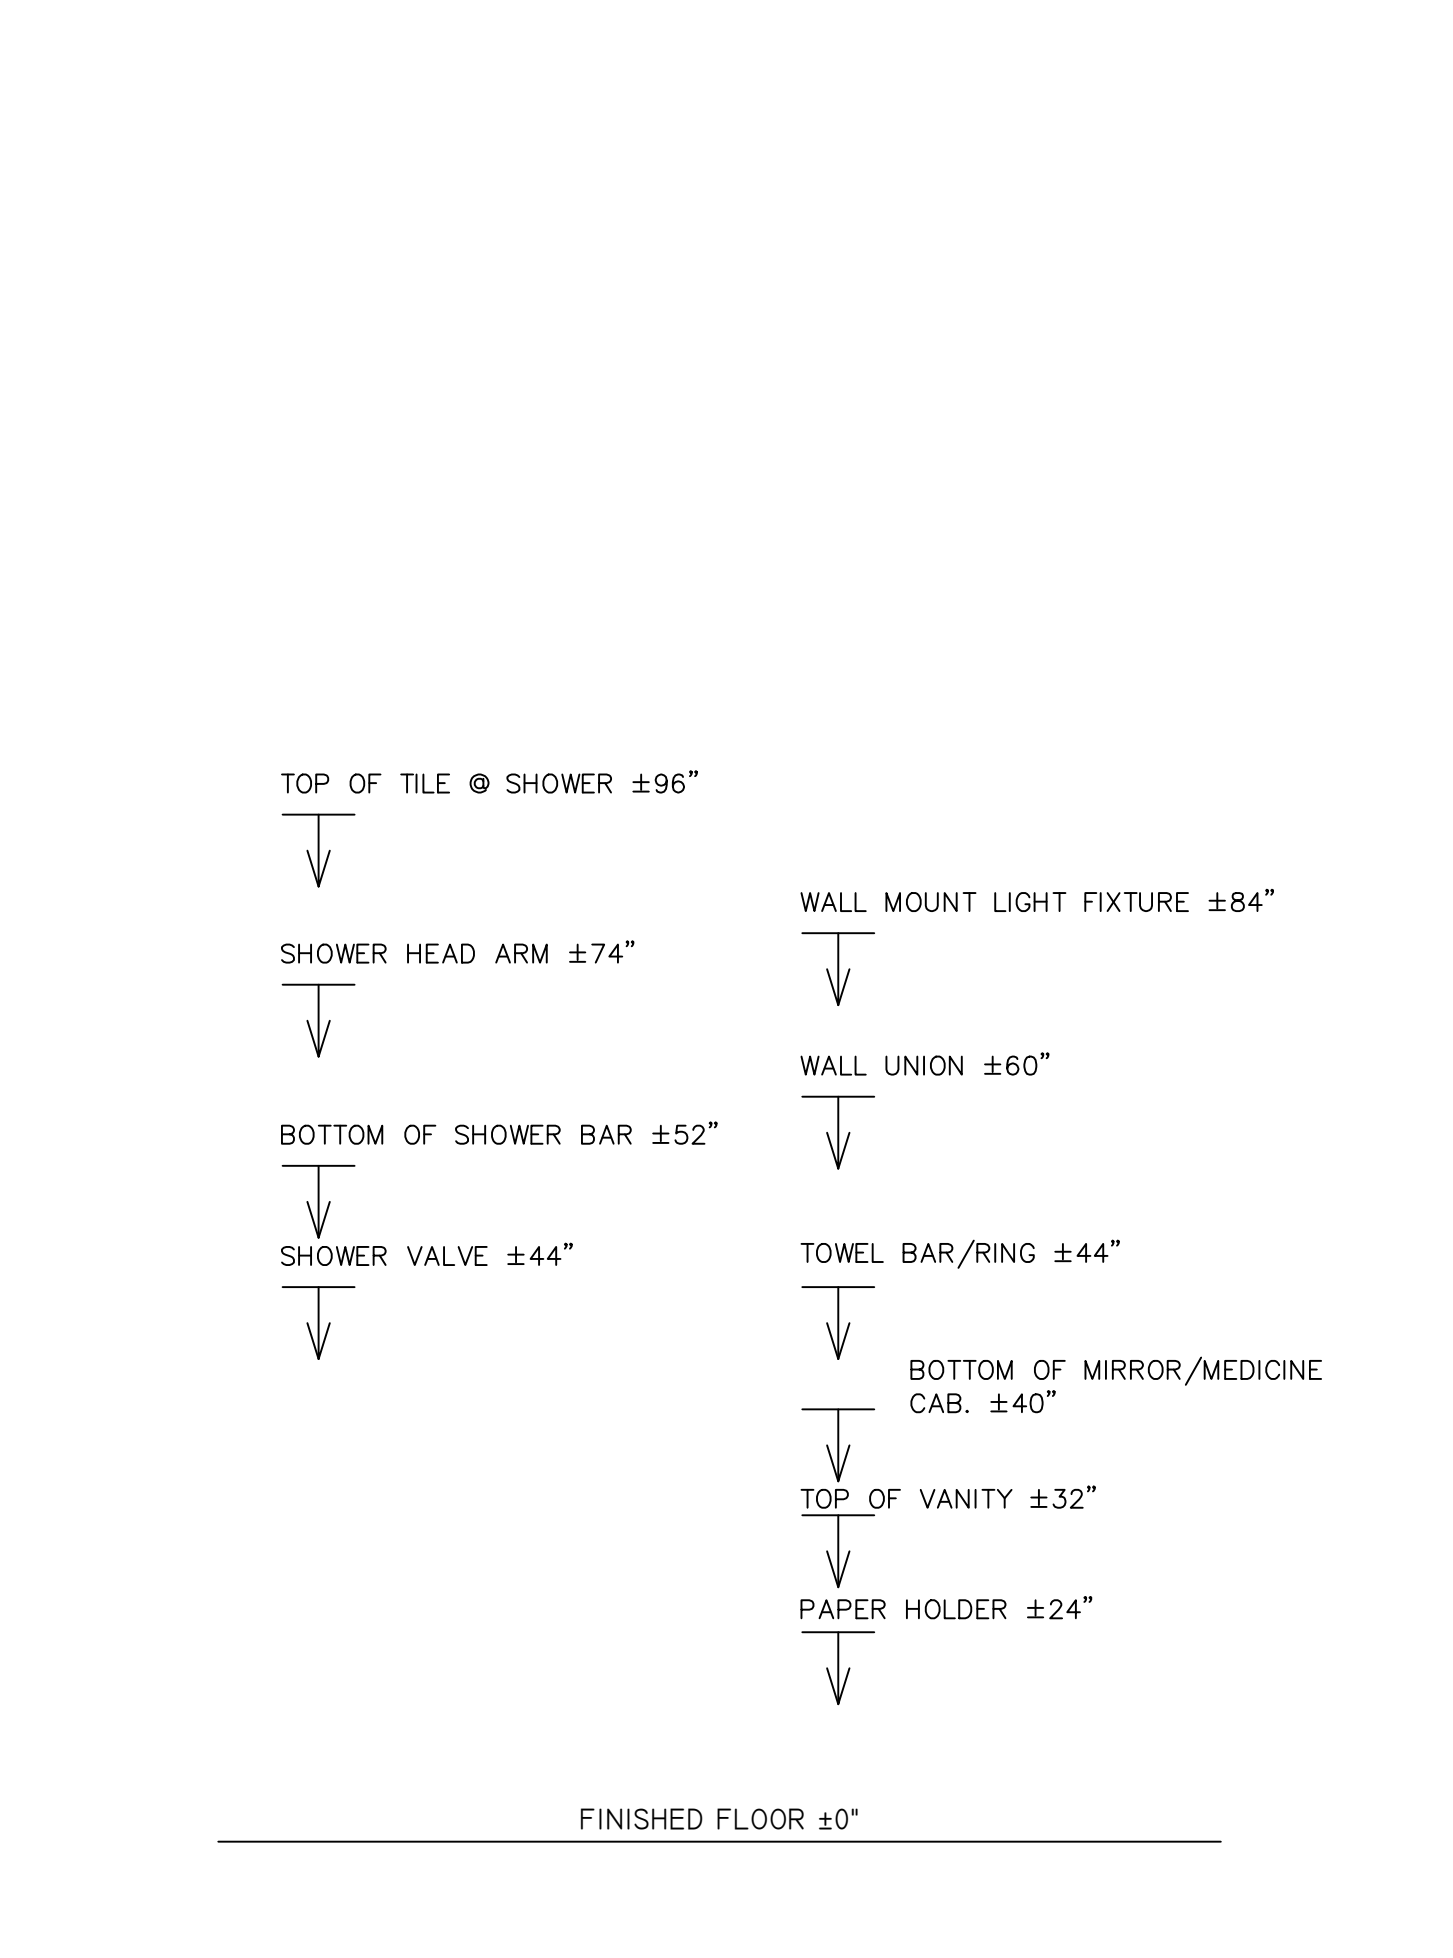 TOP OF TILE @ SHOWER ±96”
SHOWER HEAD ARM ±74”
BOTTOM OF SHOWER BAR ±52”
SHOWER VALVE ±44”
WALL MOUNT LIGHT FIXTURE ±84”
WALL UNION ±60”
TOWEL BAR/RING ±44”
BOTTOM OF MIRROR/MEDICINE
CAB. ±40”
TOP OF VANITY ±32”
PAPER HOLDER ±24”
FINISHED FLOOR ±0"